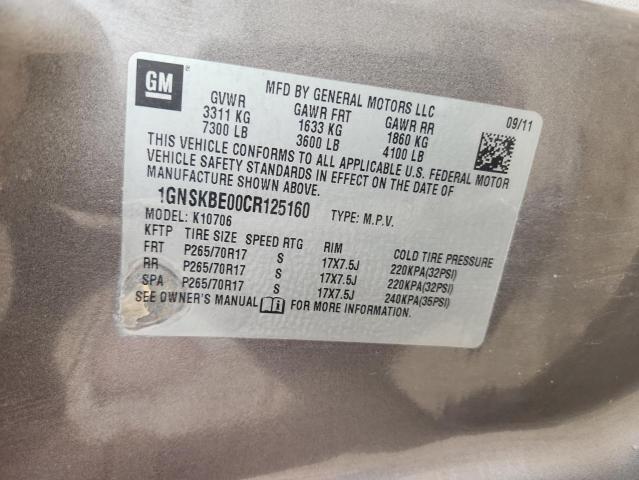 GM
MFD BY GENERAL MOTORS LLC
GVWR GAWR FRT GAWR RR 09/11
3311 KG 1633 KG 1860 KG
7300 LB 3600 LB 4100 LB
THIS VEHICLE CONFORMS TO ALL APPLICABLE U.S. FEDERAL MOTOR
VEHICLE SAFETY STANDARDS IN EFFECT ON THE DATE OF
MANUFACTURE SHOWN ABOVE.
1GNSKBE00CR125160 TYPE: M.P.V.
MODEL: K10706
KFTP TIRE SIZE SPEED RTG RIM COLD TIRE PRESSURE
FRT P265/70R17 S 17X7.5J 220KPA(32PSI)
RR P265/70R17 S 17X7.5J 220KPA(32PSI)
SPA P265/70R17 S 17X7.5J 240KPA(35PSI)
SEE OWNER'S MANUAL i FOR MORE INFORMATION.